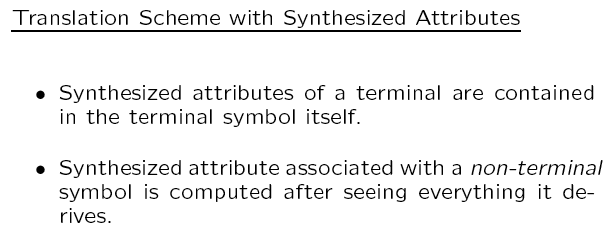 Translation Scheme with Synthesized Attributes
• Synthesized attributes of a terminal are contained
in the terminal symbol itself.
• Synthesized attribute associated with a non-terminal
symbol is computed after seeing everything it de-
rives.